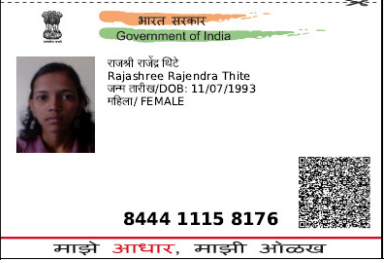 भारत सरकार
Government of India
राजश्री राजेंद्र थिटे
Rajashree Rajendra Thite
जन्म तारीख/DOB: 11/07/1993
महिला/ FEMALE
8444 1115 8176
माझे आधार, माझी ओळख